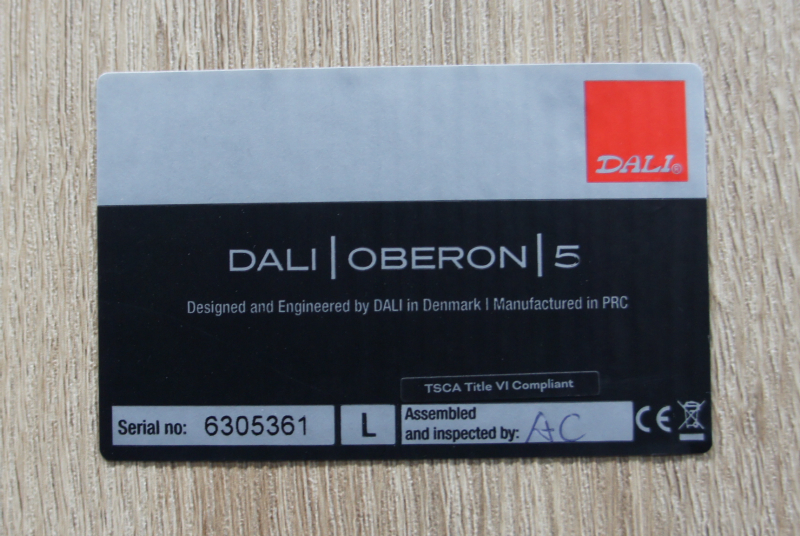 DALI®
DALI | OBERON | 5
Designed and Engineered by DALI in Denmark | Manufactured in PRC
TSCA Title VI Compliant
Serial no: 6305361
L
Assembled
and inspected by: AC
CE